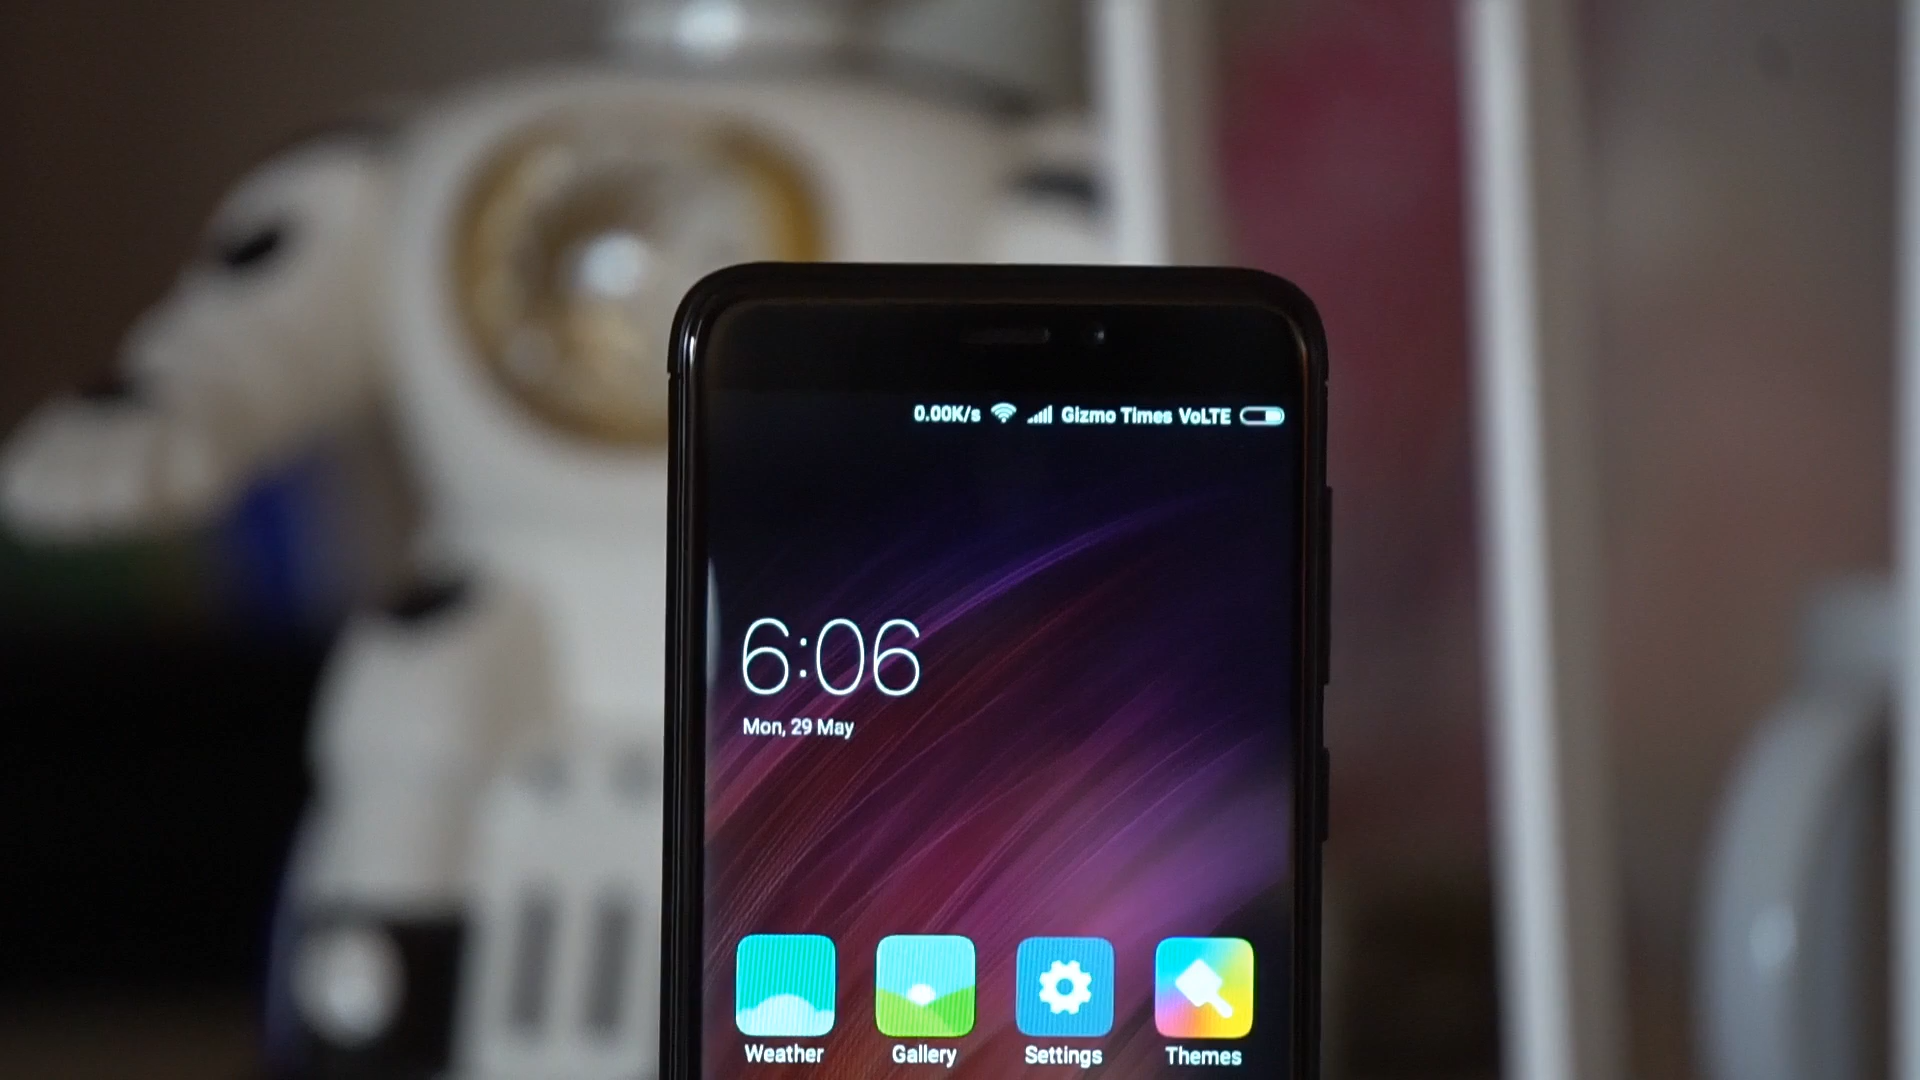 0.00K/s Gizmo Times VoLTE
6:06
Mon, 29 May
Weather Gallery Settings Themes